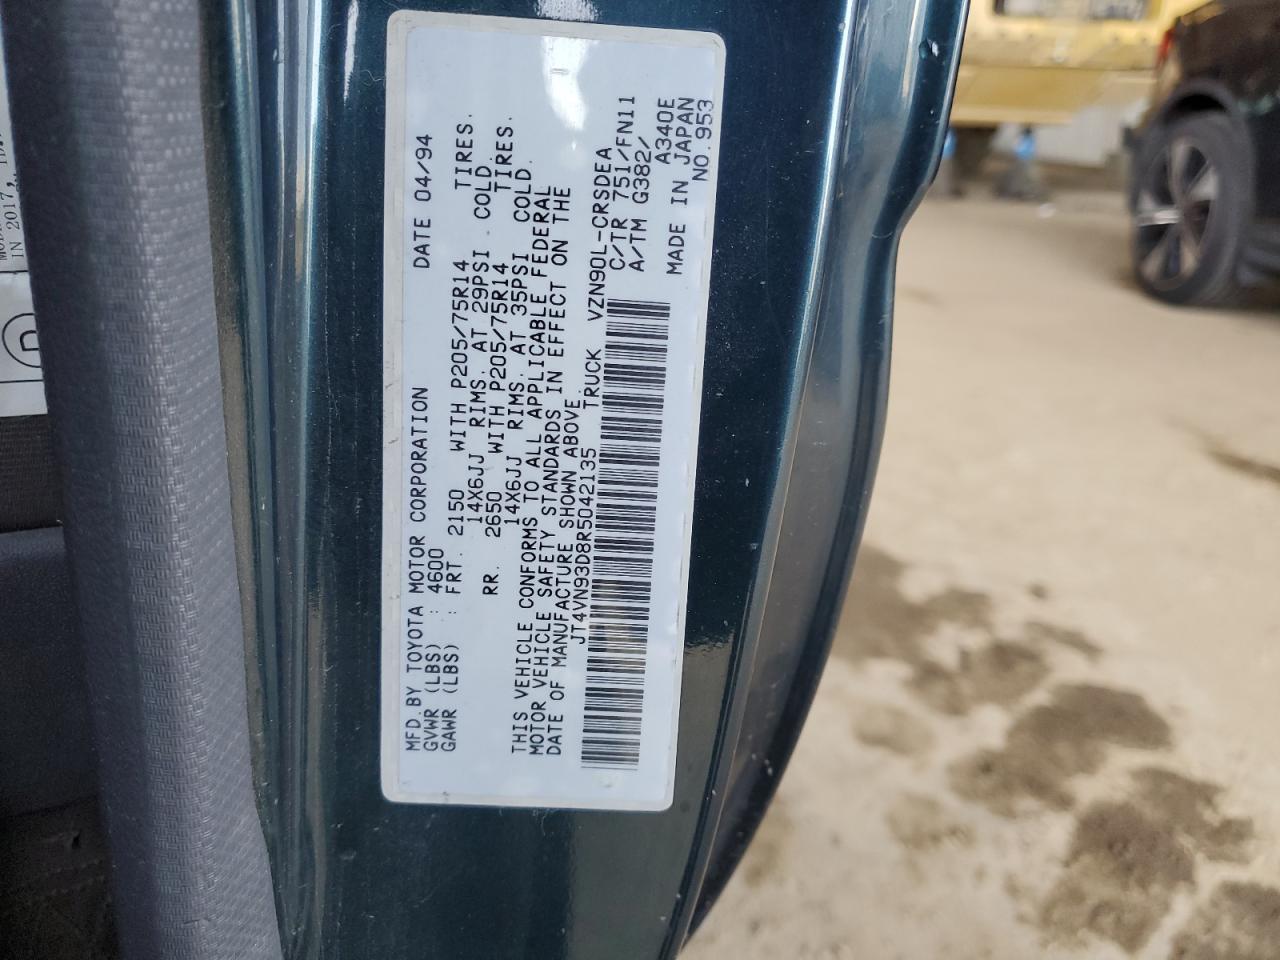 MFD.BY TOYOTA MOTOR CORPORATION DATE 04/94
GVWR (LBS) : 4600
GAWR (LBS) : FRT. 2150 WITH P205/75R14 TIRES.
14X6JJ RIMS. AT 29PSI . COLD.
RR. 2650 WITH P205/75R14 TIRES.
14X6JJ RIMS. AT 35PSI COLD.
THIS VEHICLE CONFORMS TO ALL APPLICABLE FEDERAL
MOTOR VEHICLE SAFETY STANDARDS IN EFFECT ON THE
DATE OF MANUFACTURE SHOWN ABOVE.
JT4VN93D8R5042135 TRUCK VZN90L-CRSDEA
C/TR 751/FN11
A/TM G382/
A340E
MADE IN JAPAN
NO.953
IN 2017,